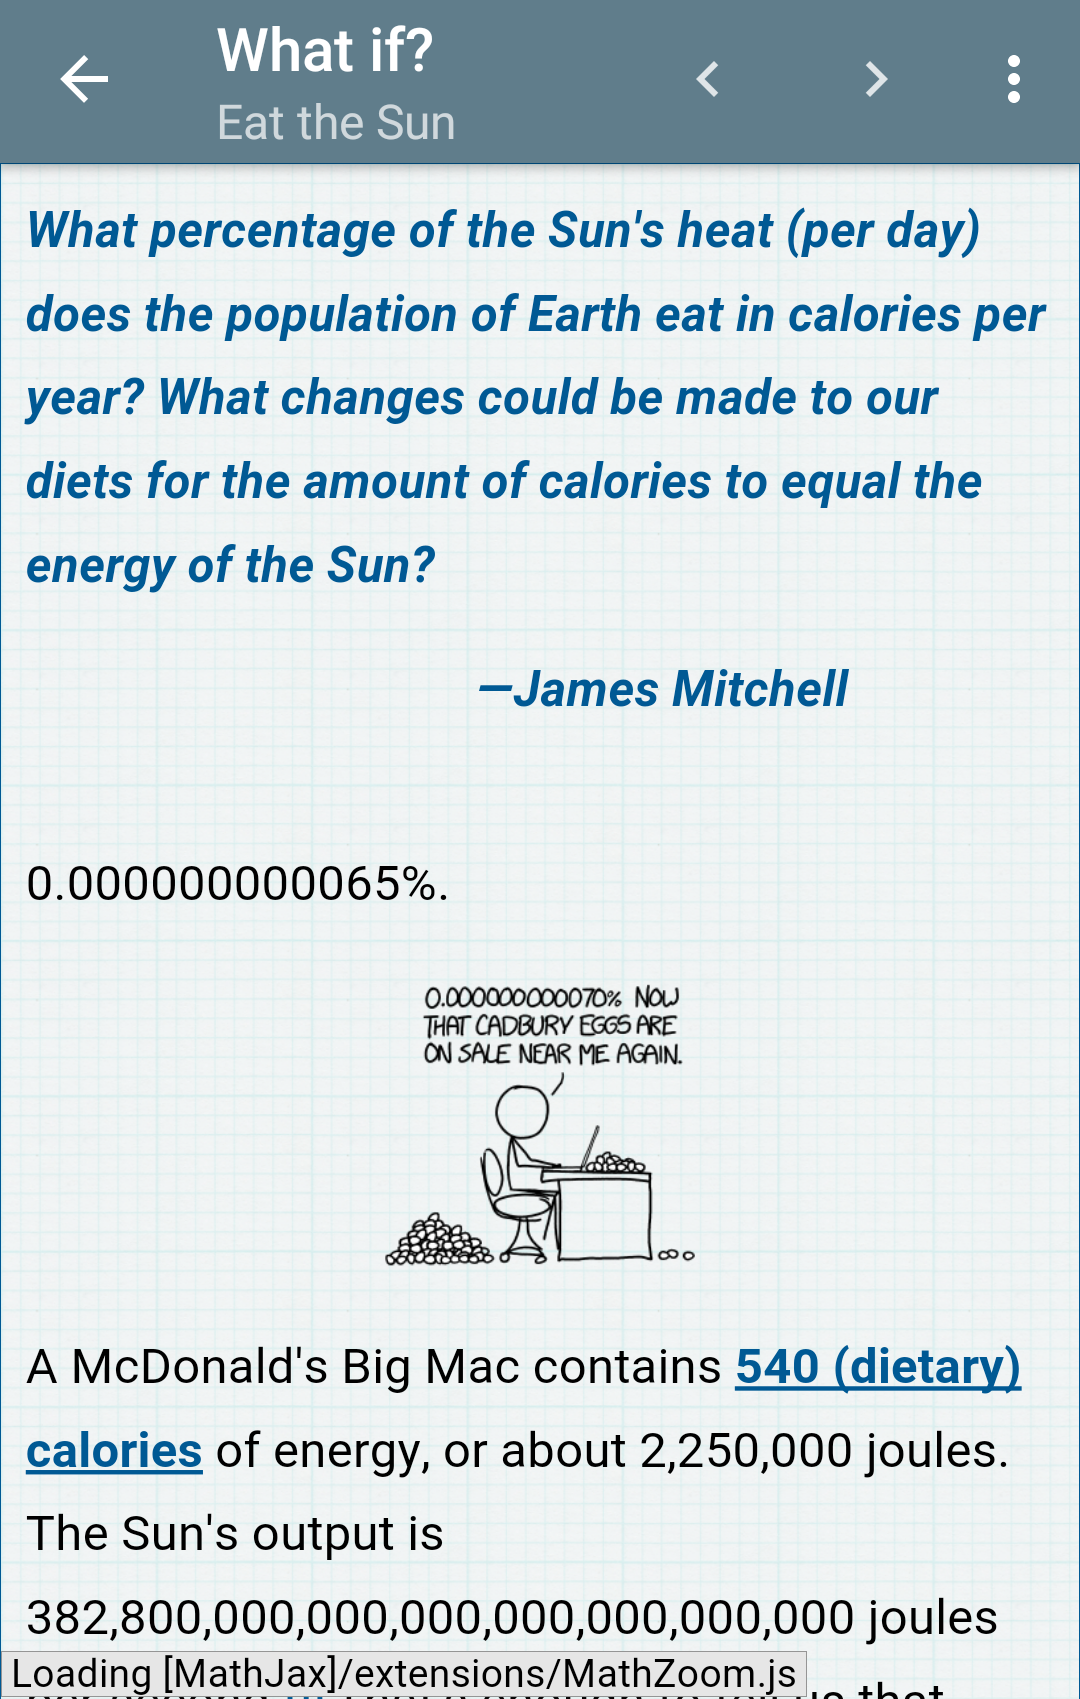 What if?
Eat the Sun
What percentage of the Sun's heat (per day)
does the population of Earth eat in calories per
year? What changes could be made to our
diets for the amount of calories to equal the
energy of the Sun?
—James Mitchell
0.000000000065%.
0.000000000070% NOW
THAT CADBURY EGGS ARE
ON SALE NEAR ME AGAIN.
A McDonald's Big Mac contains 540 (dietary)
calories of energy, or about 2,250,000 joules.
The Sun's output is
382,800,000,000,000,000,000,000,000 joules
Loading [MathJax]/extensions/MathZoom.js